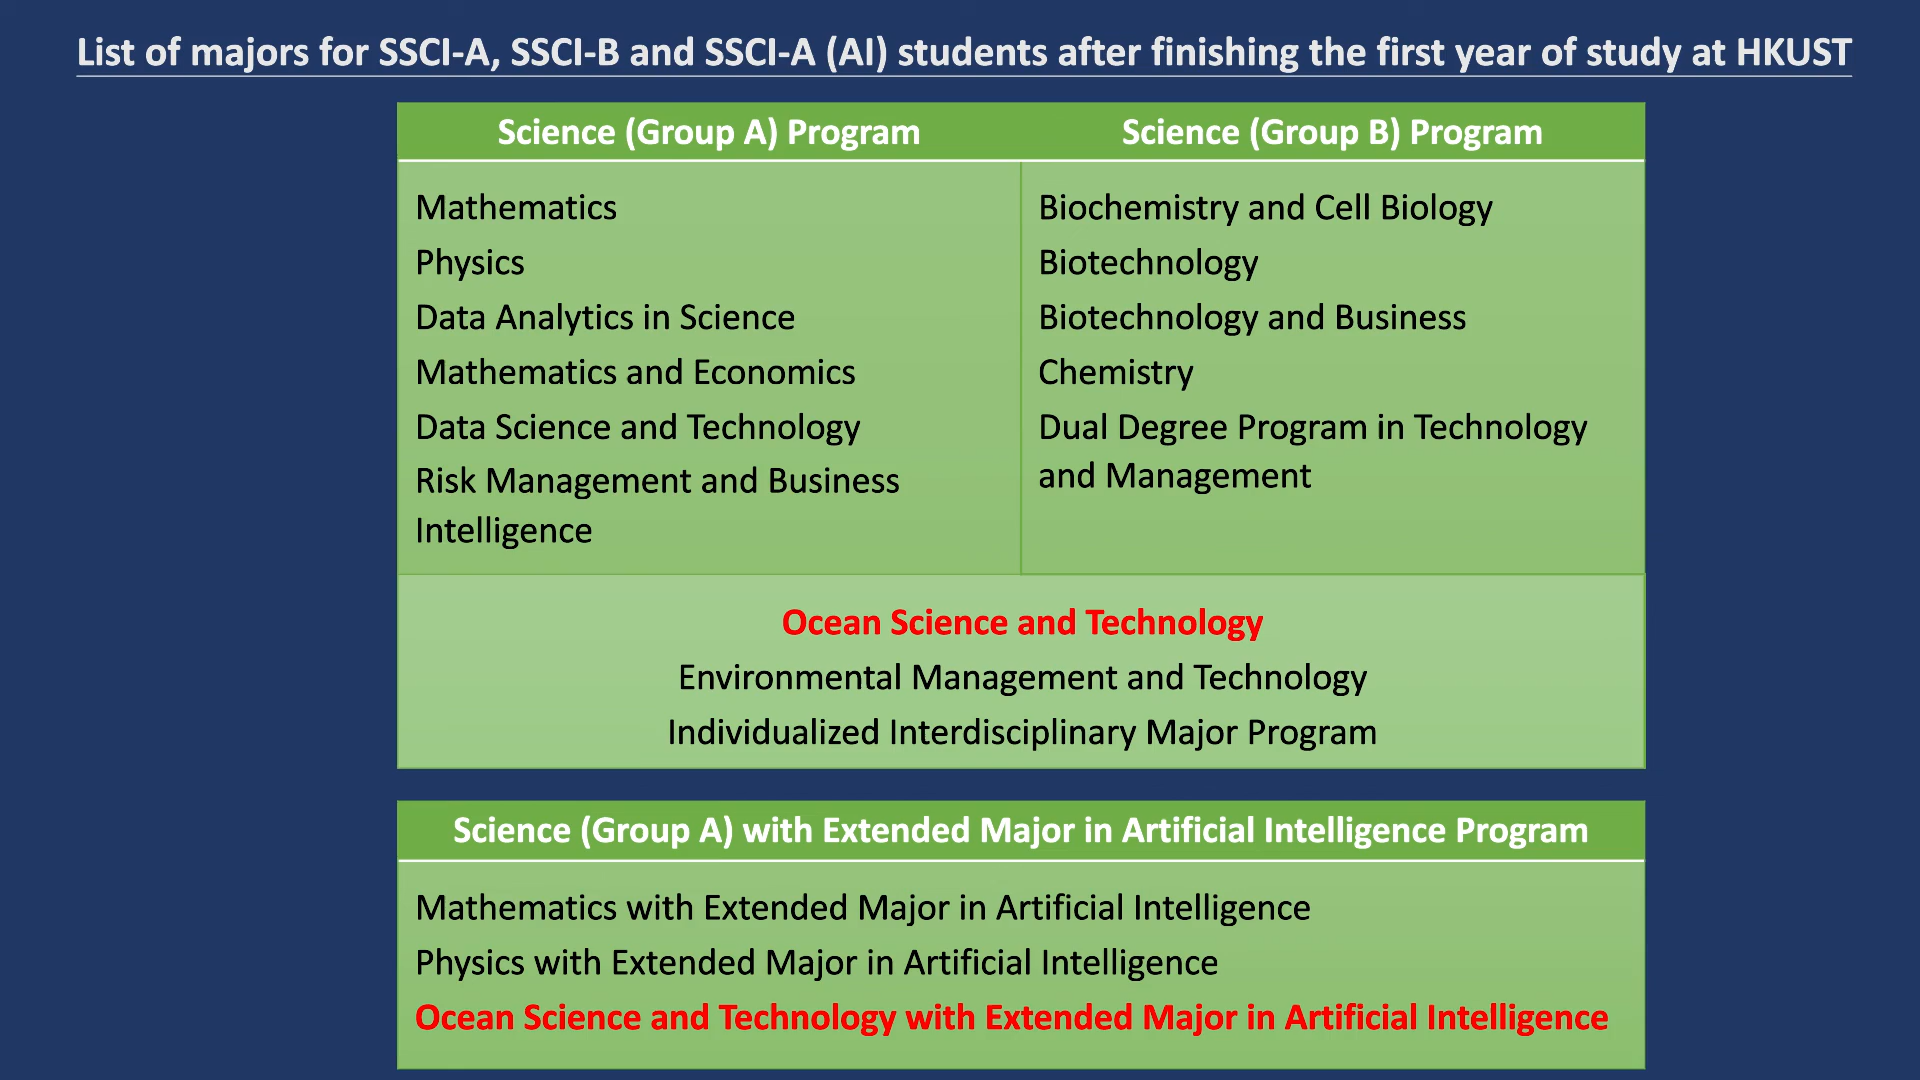 List of majors for SSCI-A, SSCI-B and SSCI-A (AI) students after finishing the first year of study at HKUST
Science (Group A) Program
Mathematics
Physics
Data Analytics in Science
Mathematics and Economics
Data Science and Technology
Risk Management and Business
Intelligence
Science (Group B) Program
Biochemistry and Cell Biology
Biotechnology
Biotechnology and Business
Chemistry
Dual Degree Program in Technology
and Management
Ocean Science and Technology
Environmental Management and Technology
Individualized Interdisciplinary Major Program
Science (Group A) with Extended Major in Artificial Intelligence Program
Mathematics with Extended Major in Artificial Intelligence
Physics with Extended Major in Artificial Intelligence
Ocean Science and Technology with Extended Major in Artificial Intelligence